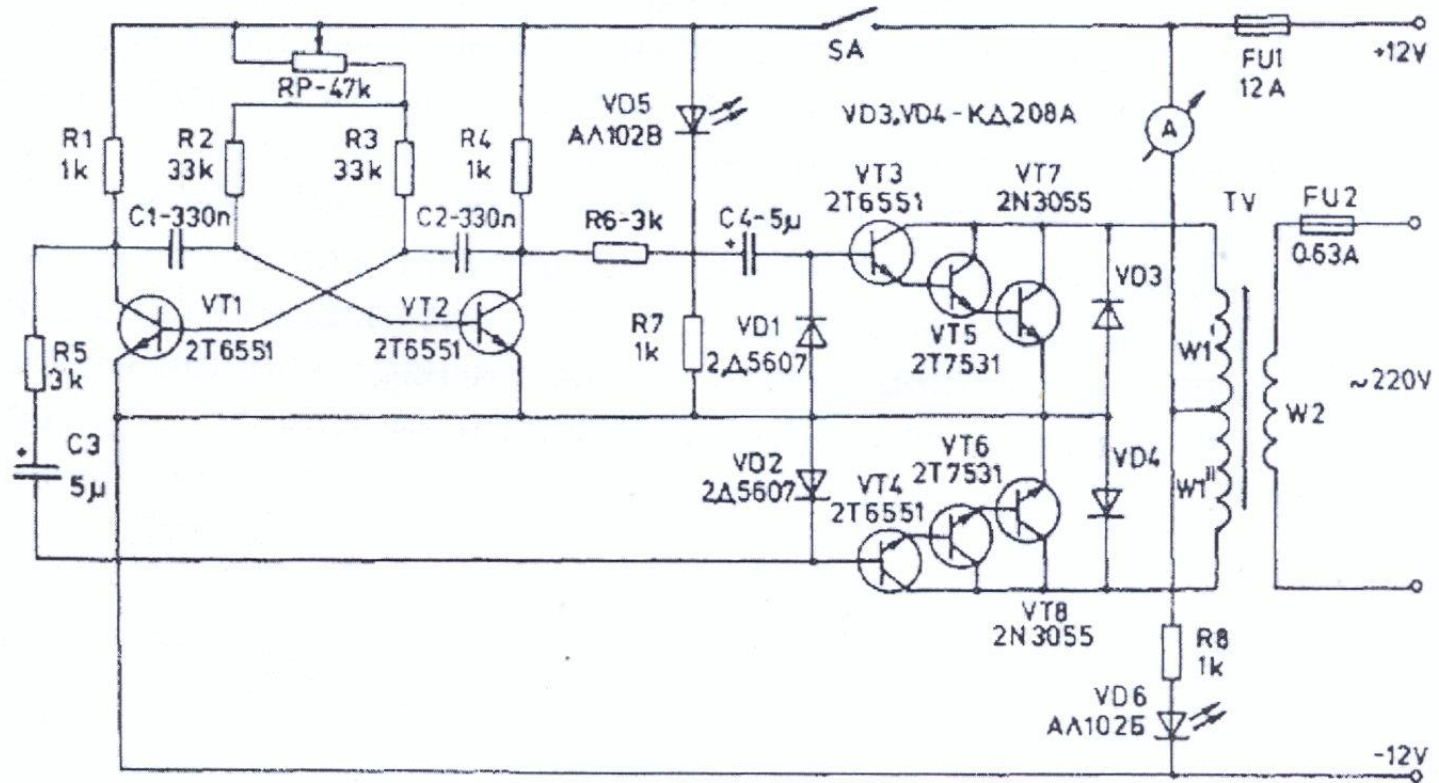 SA
FU1
12A
+12V
RP-47k
VD5
АЛ102В
VD3,VD4-КД208А
A
R1
1k
R2
33k
R3
33k
R4
1k
VT3
2T6551
VT7
2N3055
TV
FU2
0.63A
C1-330n
C2-330n
R6-3k
C4-5μ
+
VT1
2T6551
VT2
2T6551
R7
1k
VD1
2Д5607
VT5
2T7531
VD3
W1'
~220V
W2
R5
3k
C3
+
5μ
VD2
2Д5607
VT6
2T7531
VT4
2T6551
VD4
W1"
VT8
2N3055
R8
1k
VD6
АЛ102Б
-12V